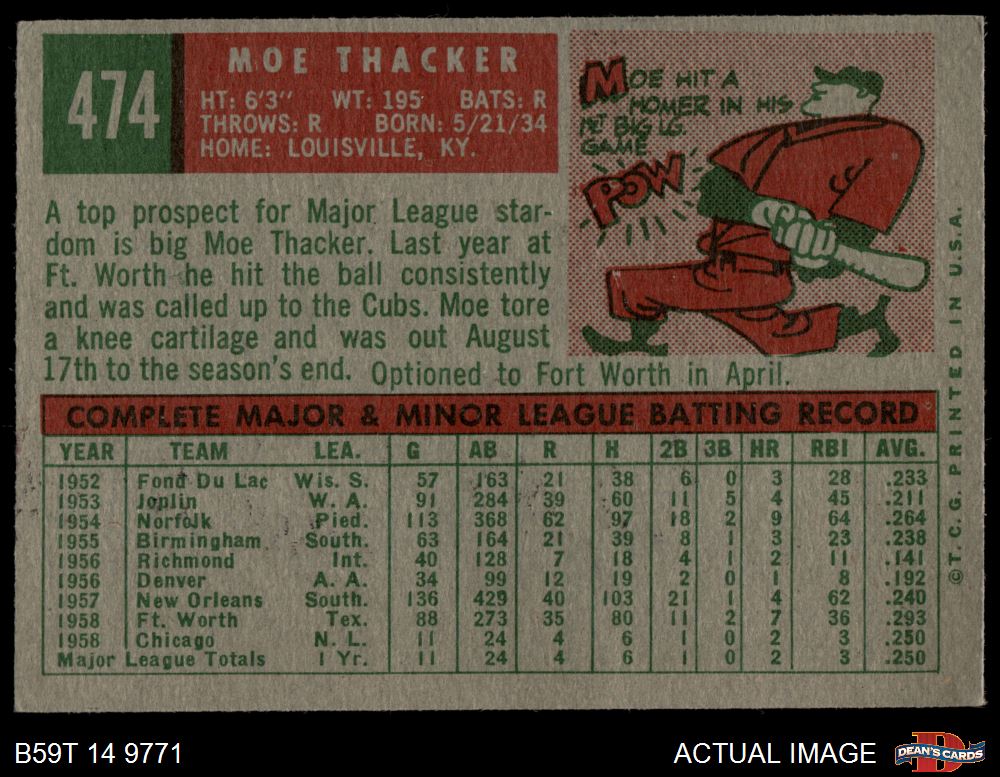 474
MOE THACKER
HT: 6'3" WT: 195 BATS: R
THROWS: R BORN: 5/21/34
HOME: LOUISVILLE, KY.
MOE HIT A
HOMER IN HIS
1ST BIG LG.
GAME
POW
A top prospect for Major League star-
dom is big Moe Thacker. Last year at
Ft. Worth he hit the ball consistently
and was called up to the Cubs. Moe tore
a knee cartilage and was out August
17th to the season's end. Optioned to Fort Worth in April.
COMPLETE MAJOR & MINOR LEAGUE BATTING RECORD
YEAR TEAM LEA. G AB R H 2B 3B HR RBI AVG.
1952 Fond Du Lac Wis. S. 57 163 21 38 6 0 3 28 .233
1953 Joplin W. A. 91 284 39 60 11 5 4 45 .211
1954 Norfolk Pied. 113 368 62 97 18 2 9 64 .264
1955 Birmingham South. 63 164 21 39 8 1 3 23 .238
1956 Richmond Int. 40 128 7 18 4 1 2 11 .141
1956 Denver A. A. 34 99 12 19 2 0 1 8 .192
1957 New Orleans South. 136 429 40 103 21 1 4 62 .240
1958 Ft. Worth Tex. 88 273 35 80 11 2 7 36 .293
1958 Chicago N. L. 11 24 4 6 1 0 2 3 .250
Major League Totals 1 Yr. 11 24 4 6 1 0 2 3 .250
© T. C. G. PRINTED IN U.S.A.
B59T 14 9771
ACTUAL IMAGE
DEAN'S CARDS